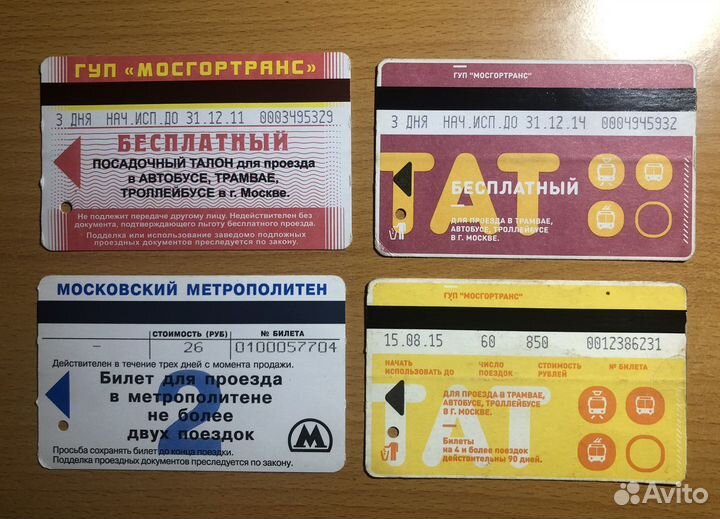 ГУП «МОСГОРТРАНС»
3 ДНЯ НАЧ.ИСП.ДО 31.12.11 0003495329
БЕСПЛАТНЫЙ
ПОСАДОЧНЫЙ ТАЛОН для проезда
в АВТОБУСЕ, ТРАМВАЕ,
ТРОЛЛЕЙБУСЕ в г. Москве.
Не подлежит передаче другому лицу. Недействителен без
документа, подтверждающего льготу бесплатного проезда.
Подделка или использование заведомо подложных
проездных документов преследуется по закону.
ГУП "МОСГОРТРАНС"
3 ДНЯ НАЧ.ИСП.ДО 31.12.14 0004945932
ТАТ
БЕСПЛАТНЫЙ
ДЛЯ ПРОЕЗДА В ТРАМВАЕ,
АВТОБУСЕ, ТРОЛЛЕЙБУСЕ
В Г. МОСКВЕ.
МОСКОВСКИЙ МЕТРОПОЛИТЕН
СТОИМОСТЬ (РУБ) № БИЛЕТА
– 26 0100057704
Действителен в течение трех дней с момента продажи.
2
Билет для проезда
в метрополитене
не более
двух поездок
М
Просьба сохранять билет до конца поездки.
Подделка проездных документов преследуется по закону.
ГУП "МОСГОРТРАНС"
15.08.15 60 850 0012386231
НАЧАТЬ ИСПОЛЬЗОВАТЬ ДО
ЧИСЛО ПОЕЗДОК
СТОИМОСТЬ РУБЛЕЙ
№ БИЛЕТА
ТАТ
ДЛЯ ПРОЕЗДА В ТРАМВАЕ,
АВТОБУСЕ, ТРОЛЛЕЙБУСЕ
В Г. МОСКВЕ.
Билеты
на 4 и более поездок
действительны 90 дней.
Avito